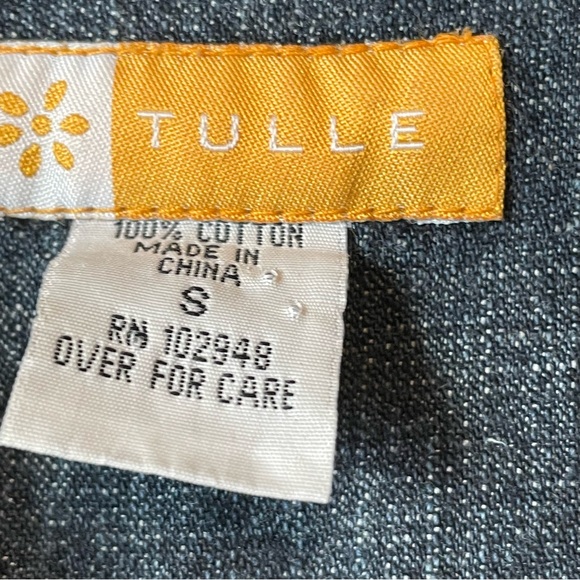 TULLE
100% COTTON
MADE IN
CHINA
S
RN 102948
OVER FOR CARE